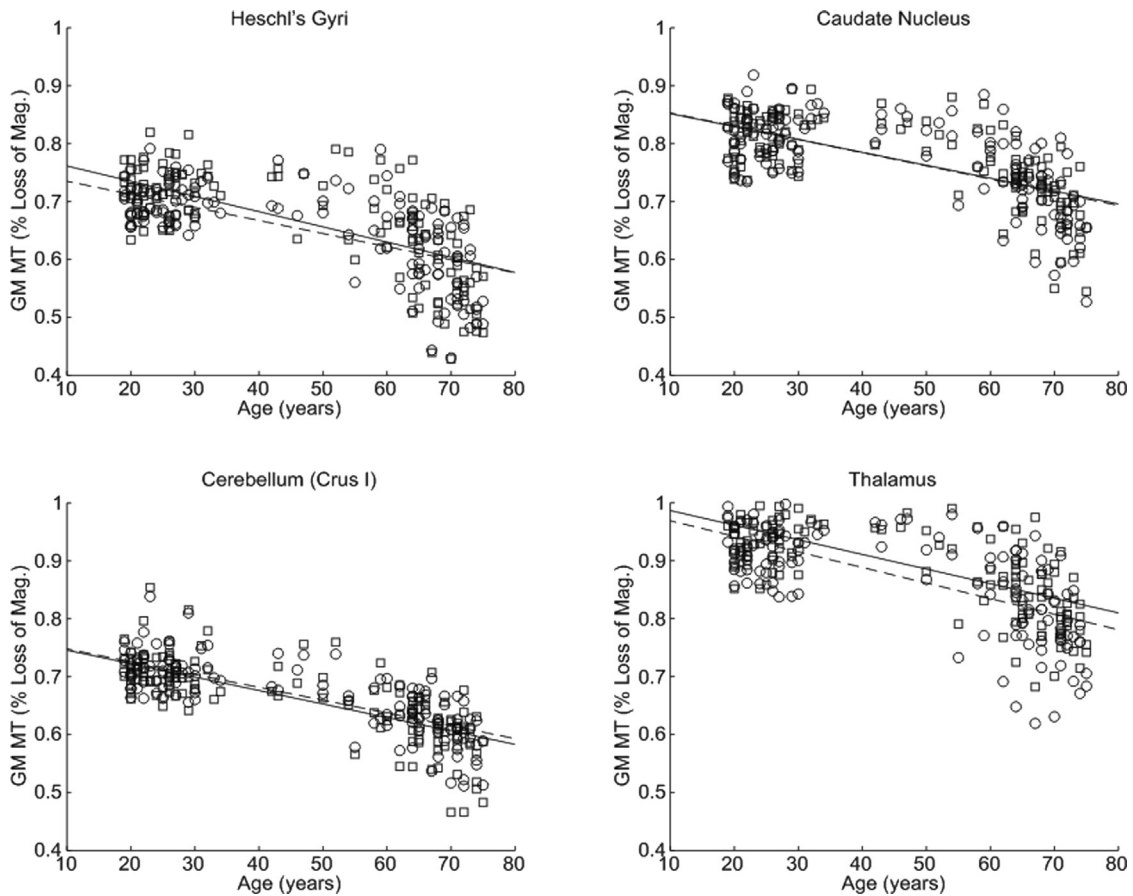 Heschl's Gyri
GM MT (% Loss of Mag.)
1
0.9
0.8
0.7
0.6
0.5
0.4
10 20 30 40 50 60 70 80
Age (years)
Caudate Nucleus
GM MT (% Loss of Mag.)
1
0.9
0.8
0.7
0.6
0.5
0.4
10 20 30 40 50 60 70 80
Age (years)
Cerebellum (Crus I)
GM MT (% Loss of Mag.)
1
0.9
0.8
0.7
0.6
0.5
0.4
10 20 30 40 50 60 70 80
Age (years)
Thalamus
GM MT (% Loss of Mag.)
1
0.9
0.8
0.7
0.6
0.5
0.4
10 20 30 40 50 60 70 80
Age (years)